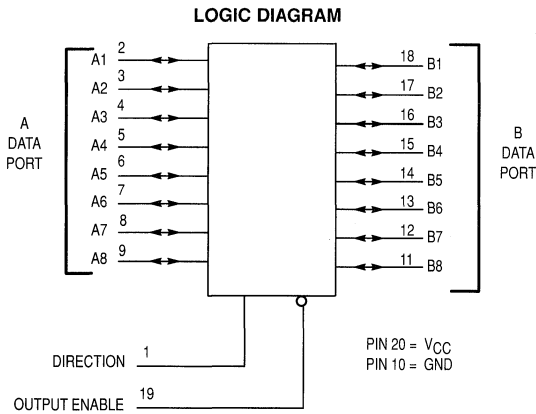 LOGIC DIAGRAM
A1 2
A2 3
A3 4
A4 5
A5 6
A6 7
A7 8
A8 9
A
DATA
PORT
18 B1
17 B2
16 B3
15 B4
14 B5
13 B6
12 B7
11 B8
B
DATA
PORT
DIRECTION 1
OUTPUT ENABLE 19
PIN 20 = VCC
PIN 10 = GND